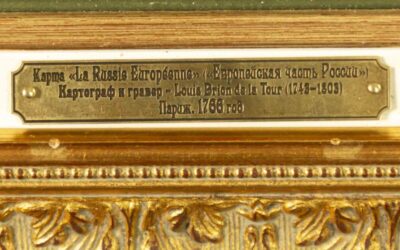 Карта «La Russie Européenne» («Европейская часть России»)
Картограф и гравер – Louis Brion de la Tour (1743–1803)
Париж, 1766 год